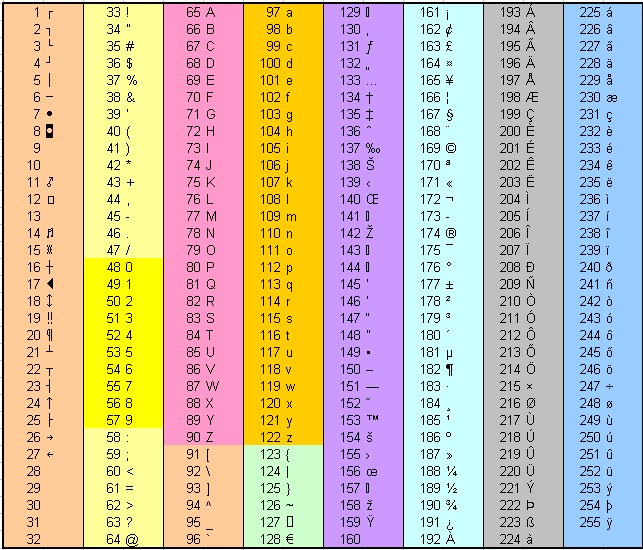 1 ┌ 33 ! 65 A 97 a 129 ▯ 161 ¡ 193 Á 225 á
2 ┐ 34 " 66 B 98 b 130 ‚ 162 ¢ 194 Â 226 â
3 └ 35 # 67 C 99 c 131 ƒ 163 £ 195 Ã 227 ã
4 ┘ 36 $ 68 D 100 d 132 „ 164 ¤ 196 Ä 228 ä
5 │ 37 % 69 E 101 e 133 … 165 ¥ 197 Å 229 å
6 ─ 38 & 70 F 102 f 134 † 166 ¦ 198 Æ 230 æ
7 • 39 ' 71 G 103 g 135 ‡ 167 § 199 Ç 231 ç
8 ◘ 40 ( 72 H 104 h 136 ˆ 168 ¨ 200 È 232 è
9 41 ) 73 I 105 i 137 ‰ 169 © 201 É 233 é
10 42 * 74 J 106 j 138 Š 170 ª 202 Ê 234 ê
11 ♂ 43 + 75 K 107 k 139 ‹ 171 « 203 Ë 235 ë
12 ▯ 44 , 76 L 108 l 140 Œ 172 ¬ 204 Ì 236 ì
13 45 - 77 M 109 m 141 ▯ 173 - 205 Í 237 í
14 ♫ 46 . 78 N 110 n 142 Ž 174 ® 206 Î 238 î
15 ¤ 47 / 79 O 111 o 143 ▯ 175 ¯ 207 Ï 239 ï
16 ┼ 48 0 80 P 112 p 144 ▯ 176 ° 208 Ð 240 ð
17 ◄ 49 1 81 Q 113 q 145 ‘ 177 ± 209 Ñ 241 ñ
18 ↕ 50 2 82 R 114 r 146 ’ 178 ² 210 Ò 242 ò
19 ‼ 51 3 83 S 115 s 147 “ 179 ³ 211 Ó 243 ó
20 ¶ 52 4 84 T 116 t 148 ” 180 ´ 212 Ô 244 ô
21 ┴ 53 5 85 U 117 u 149 • 181 µ 213 Õ 245 õ
22 ┬ 54 6 86 V 118 v 150 – 182 ¶ 214 Ö 246 ö
23 ┤ 55 7 87 W 119 w 151 — 183 · 215 × 247 ÷
24 ↑ 56 8 88 X 120 x 152 ˜ 184 ¸ 216 Ø 248 ø
25 ├ 57 9 89 Y 121 y 153 ™ 185 ¹ 217 Ù 249 ù
26 → 58 : 90 Z 122 z 154 š 186 º 218 Ú 250 ú
27 ← 59 ; 91 [ 123 { 155 › 187 » 219 Û 251 û
28 60 < 92 \ 124 | 156 œ 188 ¼ 220 Ü 252 ü
29 61 = 93 ] 125 } 157 ▯ 189 ½ 221 Ý 253 ý
30 62 > 94 ^ 126 ~ 158 ž 190 ¾ 222 Þ 254 þ
31 63 ? 95 _ 127 ▯ 159 Ÿ 191 ¿ 223 ß 255 ÿ
32 64 @ 96 ` 128 € 160 192 À 224 à